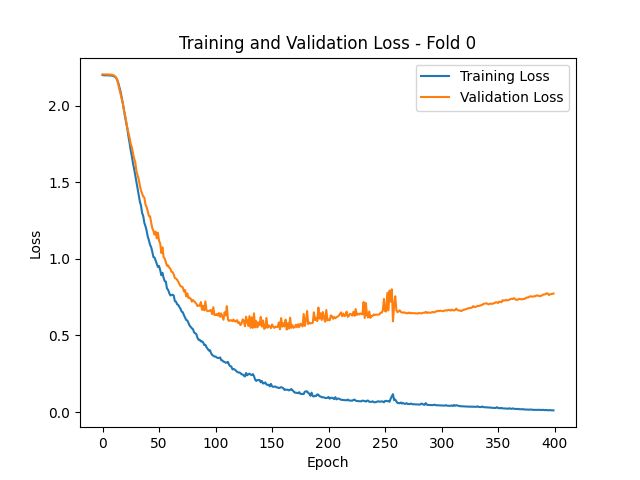 Training and Validation Loss - Fold 0
Training Loss
Validation Loss
2.0
1.5
1.0
0.5
0.0
Loss
0 50 100 150 200 250 300 350 400
Epoch